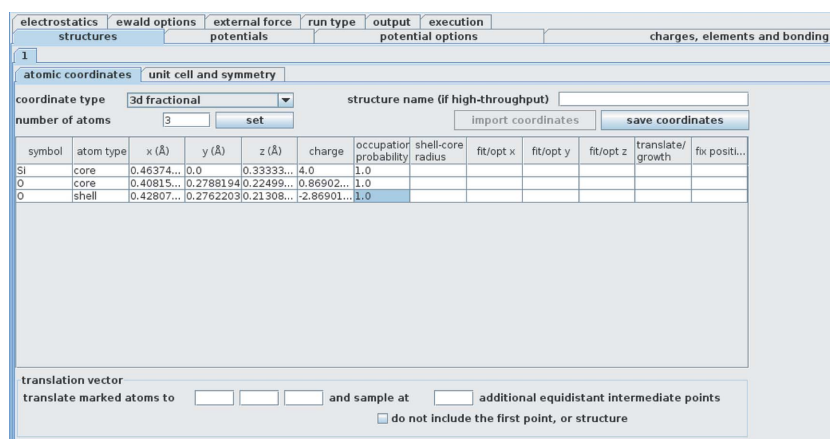 electrostatics ewald options external force run type output execution
structures potentials potential options charges, elements and bonding
1
atomic coordinates unit cell and symmetry
coordinate type 3d fractional structure name (if high-throughput)
number of atoms 3 set import coordinates save coordinates
symbol atom type x (Å) y (Å) z (Å) charge occupation probability shell-core radius fit/opt x fit/opt y fit/opt z translate/ growth fix positi...
Si core 0.46374... 0.0 0.33333... 4.0 1.0
O core 0.40815... 0.2788194 0.22499... 0.86902... 1.0
O shell 0.42807... 0.2762203 0.21308... -2.86901... 1.0
translation vector
translate marked atoms to and sample at additional equidistant intermediate points
do not include the first point, or structure